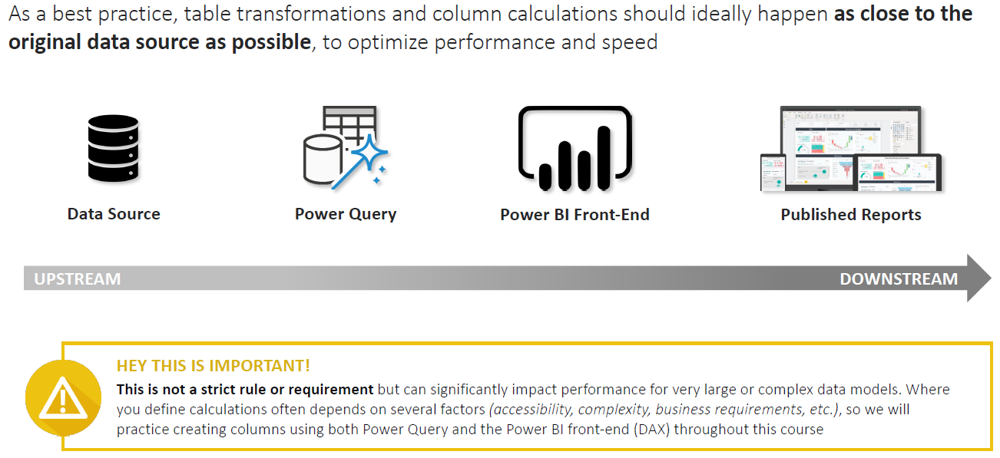 As a best practice, table transformations and column calculations should ideally happen as close to the
original data source as possible, to optimize performance and speed
Data Source
Power Query
Power BI Front-End
Published Reports
UPSTREAM
DOWNSTREAM
HEY THIS IS IMPORTANT!
This is not a strict rule or requirement but can significantly impact performance for very large or complex data models. Where
you define calculations often depends on several factors (accessibility, complexity, business requirements, etc.), so we will
practice creating columns using both Power Query and the Power BI front-end (DAX) throughout this course